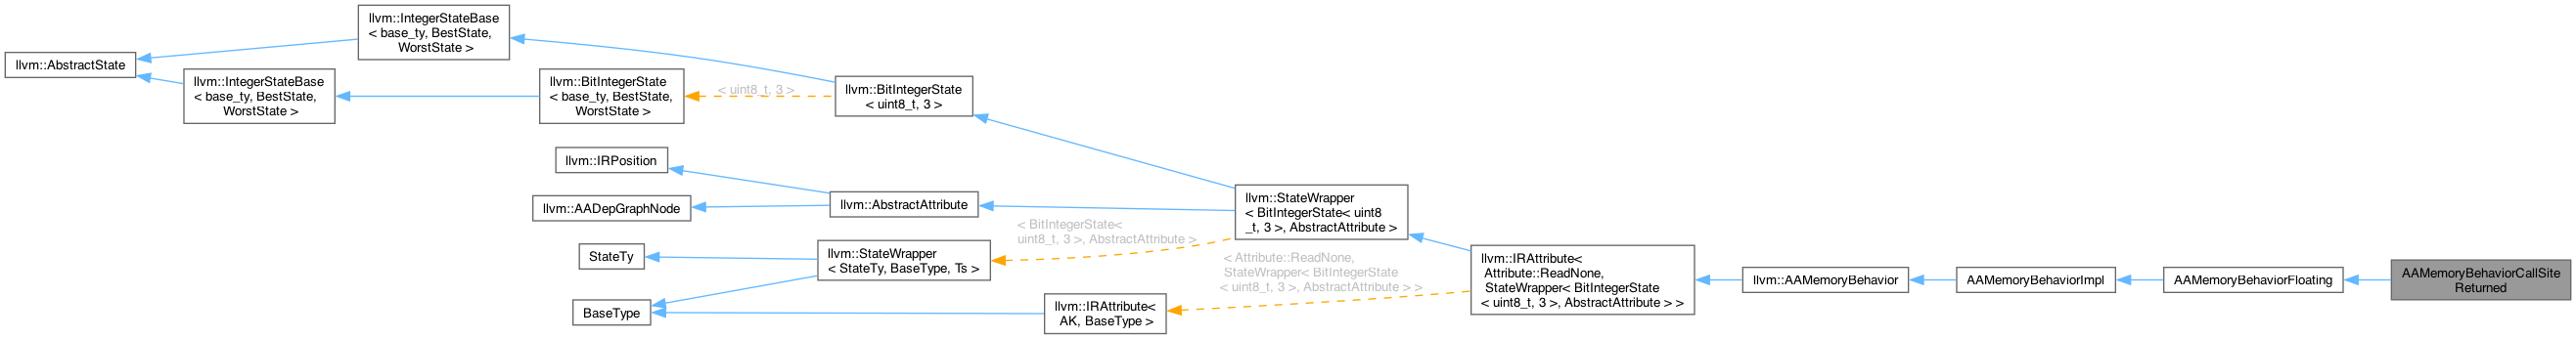 llvm::AbstractState
llvm::IntegerStateBase
< base_ty, BestState,
WorstState >
llvm::IntegerStateBase
< base_ty, BestState,
WorstState >
llvm::BitIntegerState
< base_ty, BestState,
WorstState >
< uint8_t, 3 >
llvm::BitIntegerState
< uint8_t, 3 >
llvm::IRPosition
llvm::AADepGraphNode
llvm::AbstractAttribute
StateTy
BaseType
llvm::StateWrapper
< StateTy, BaseType, Ts >
< BitIntegerState<
uint8_t, 3 >, AbstractAttribute >
llvm::StateWrapper
< BitIntegerState< uint8
_t, 3 >, AbstractAttribute >
llvm::IRAttribute<
AK, BaseType >
< Attribute::ReadNone,
StateWrapper< BitIntegerState
< uint8_t, 3 >, AbstractAttribute > >
llvm::IRAttribute<
Attribute::ReadNone,
StateWrapper< BitIntegerState
< uint8_t, 3 >, AbstractAttribute > >
llvm::AAMemoryBehavior
AAMemoryBehaviorImpl
AAMemoryBehaviorFloating
AAMemoryBehaviorCallSite
Returned